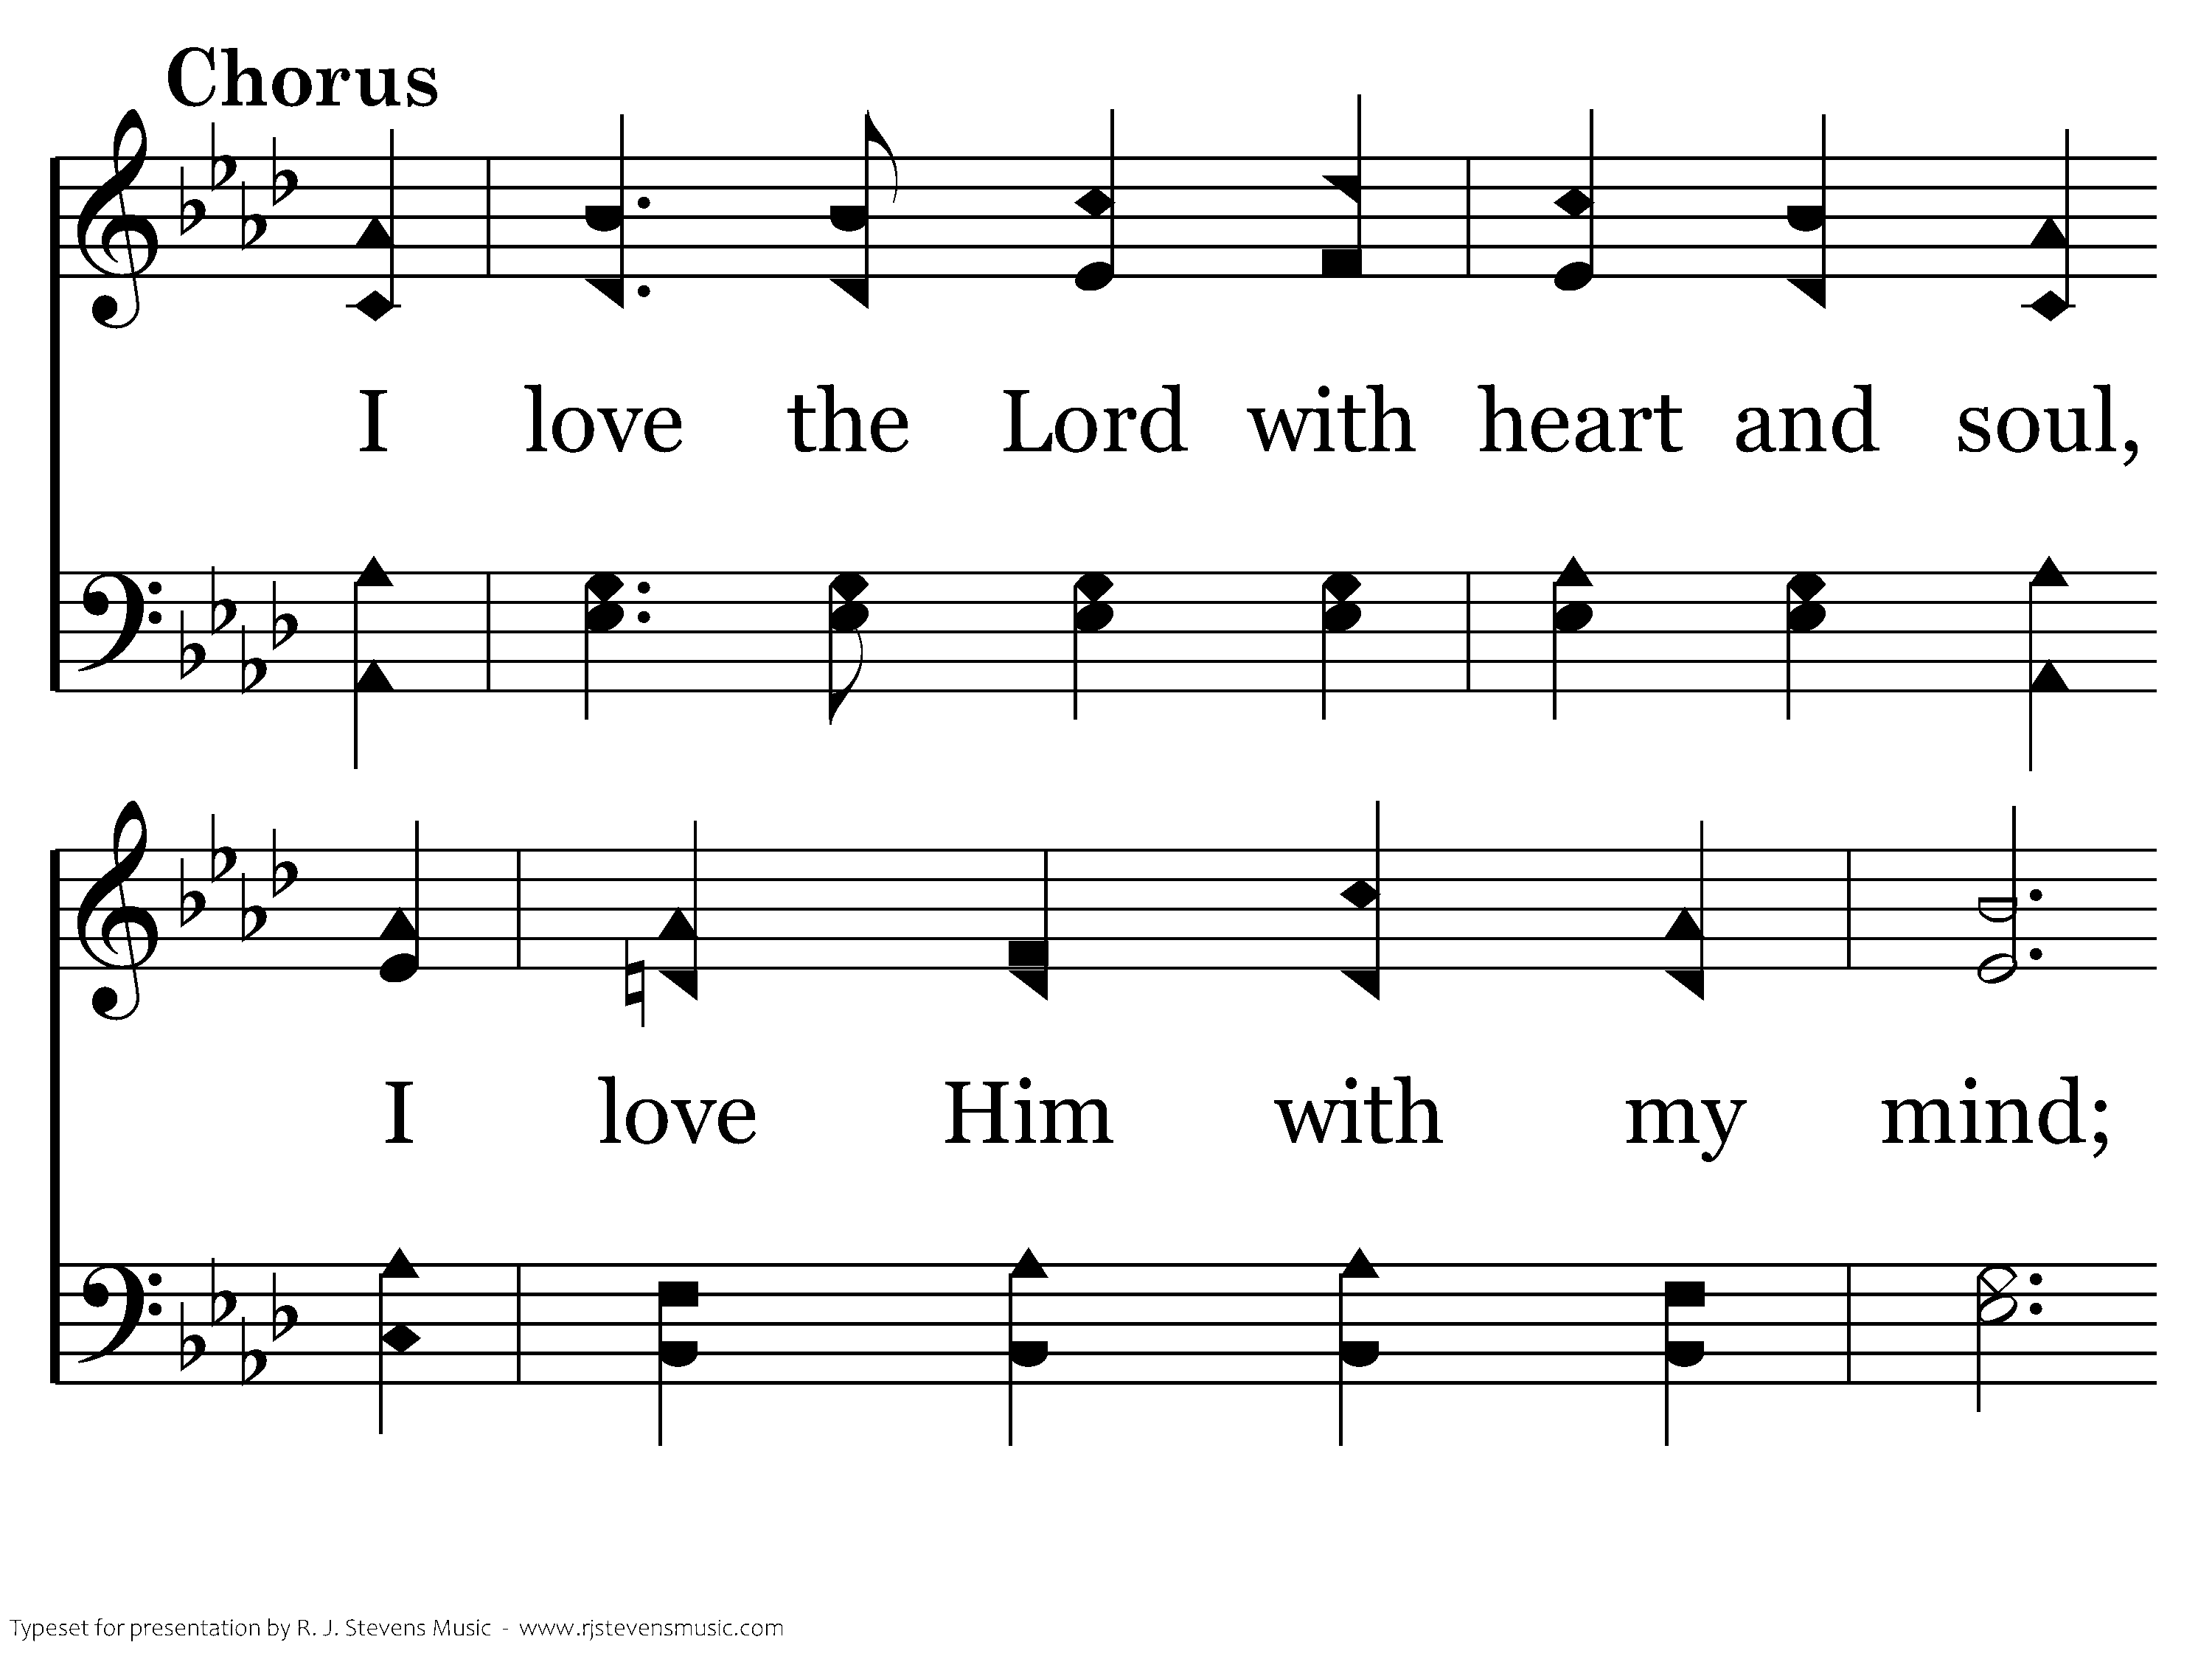 Chorus
I love the Lord with heart and soul,
I love Him with my mind;
Typeset for presentation by R. J. Stevens Music - www.rjstevensmusic.com